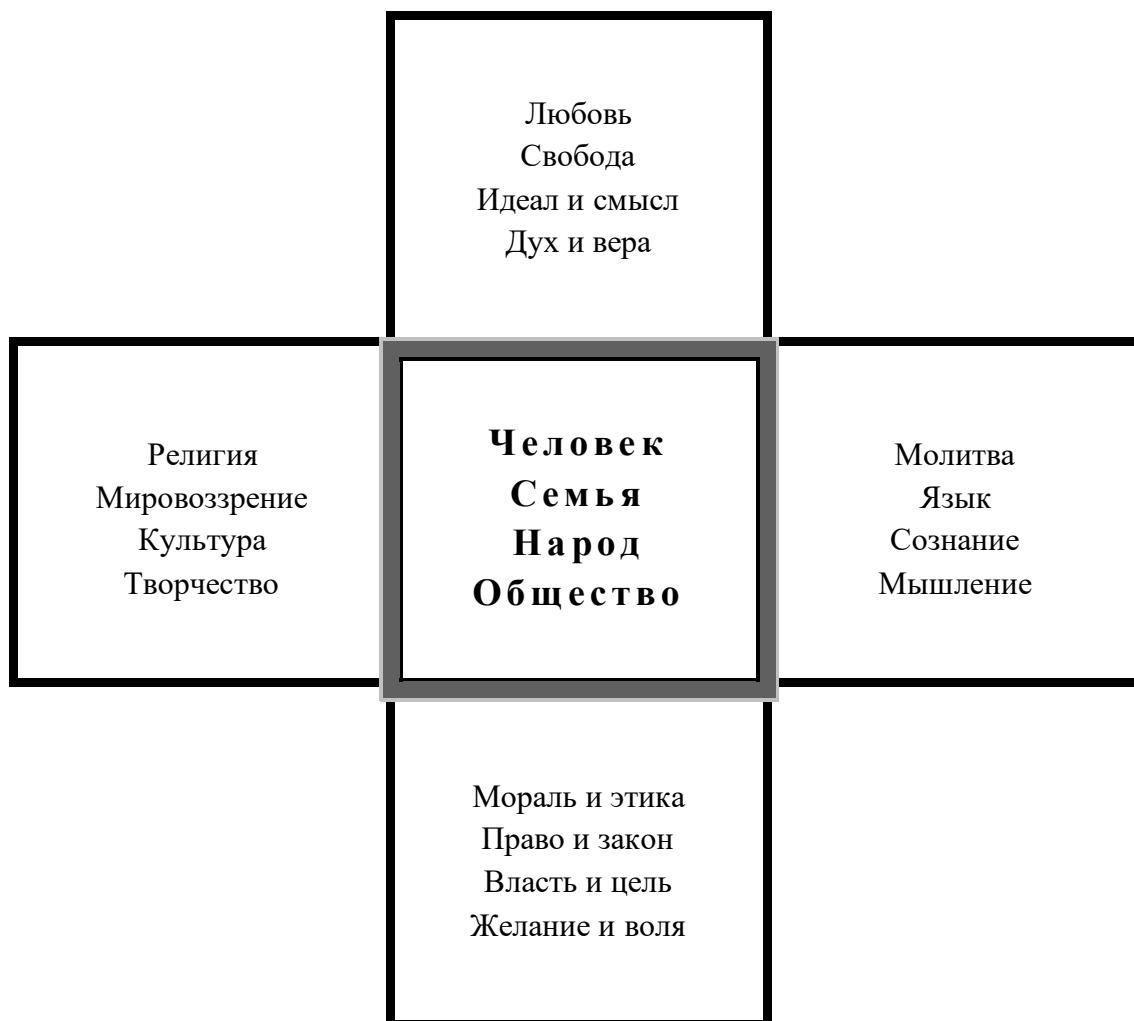 Любовь
Свобода
Идеал и смысл
Дух и вера
Религия
Мировоззрение
Культура
Творчество
Человек
Семья
Народ
Общество
Молитва
Язык
Сознание
Мышление
Мораль и этика
Право и закон
Власть и цель
Желание и воля